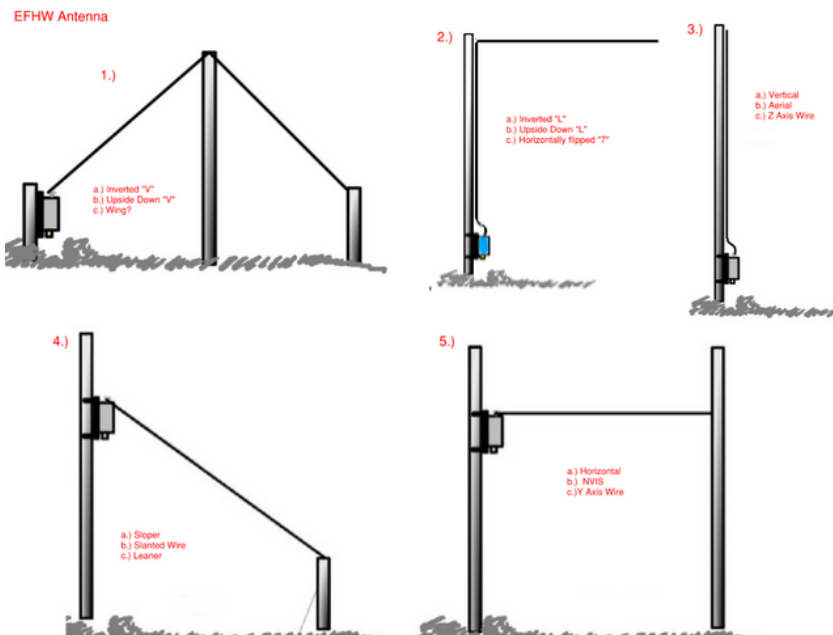 EFHW Antenna
1.)
a.) Inverted "V"
b.) Upside Down "V"
c.) Wing?
2.)
a.) Inverted "L"
b.) Upside Down "L"
c.) Horizontally flipped "7"
3.)
a.) Vertical
b.) Aerial
c.) Z Axis Wire
4.)
a.) Sloper
b.) Slanted Wire
c.) Leaner
5.)
a.) Horizontal
b.) NVIS
c.)Y Axis Wire